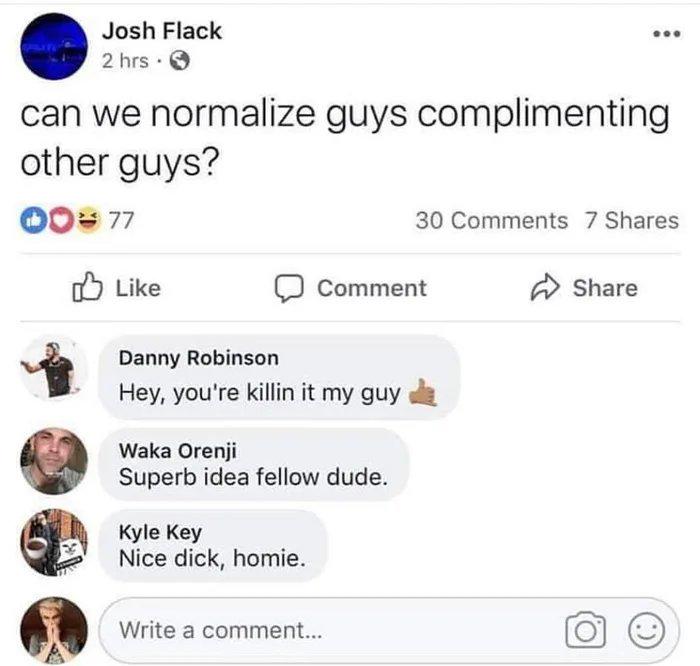 Josh Flack
2 hrs ·
can we normalize guys complimenting
other guys?
77
30 Comments 7 Shares
Like Comment Share
Danny Robinson
Hey, you're killin it my guy 🤙🏽
Waka Orenji
Superb idea fellow dude.
Kyle Key
Nice dick, homie.
Write a comment...